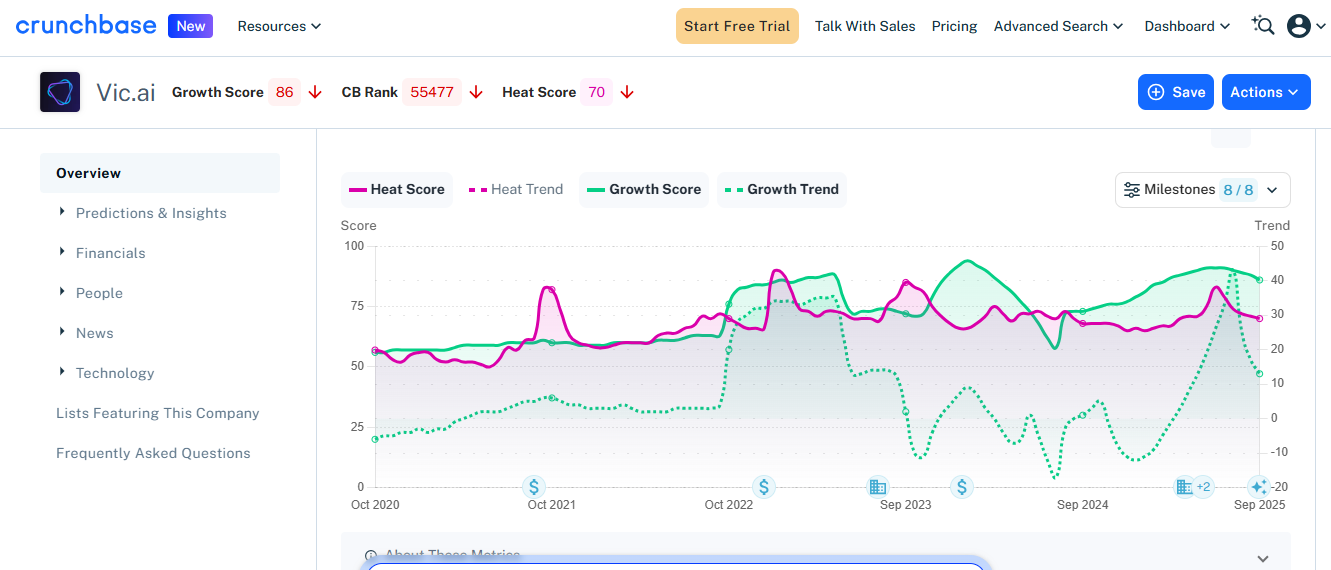 crunchbase New Resources Start Free Trial Talk With Sales Pricing Advanced Search Dashboard
Vic.ai Growth Score 86 CB Rank 55477 Heat Score 70 Save Actions
Overview
Predictions & Insights
Financials
People
News
Technology
Lists Featuring This Company
Frequently Asked Questions
Heat Score Heat Trend Growth Score Growth Trend Milestones 8 / 8
Score Trend
100 50
40
75 30
20
50 10
0
25 -10
0 $ $ $ +2 -20
Oct 2020 Oct 2021 Oct 2022 Sep 2023 Sep 2024 Sep 2025
About These Metrics